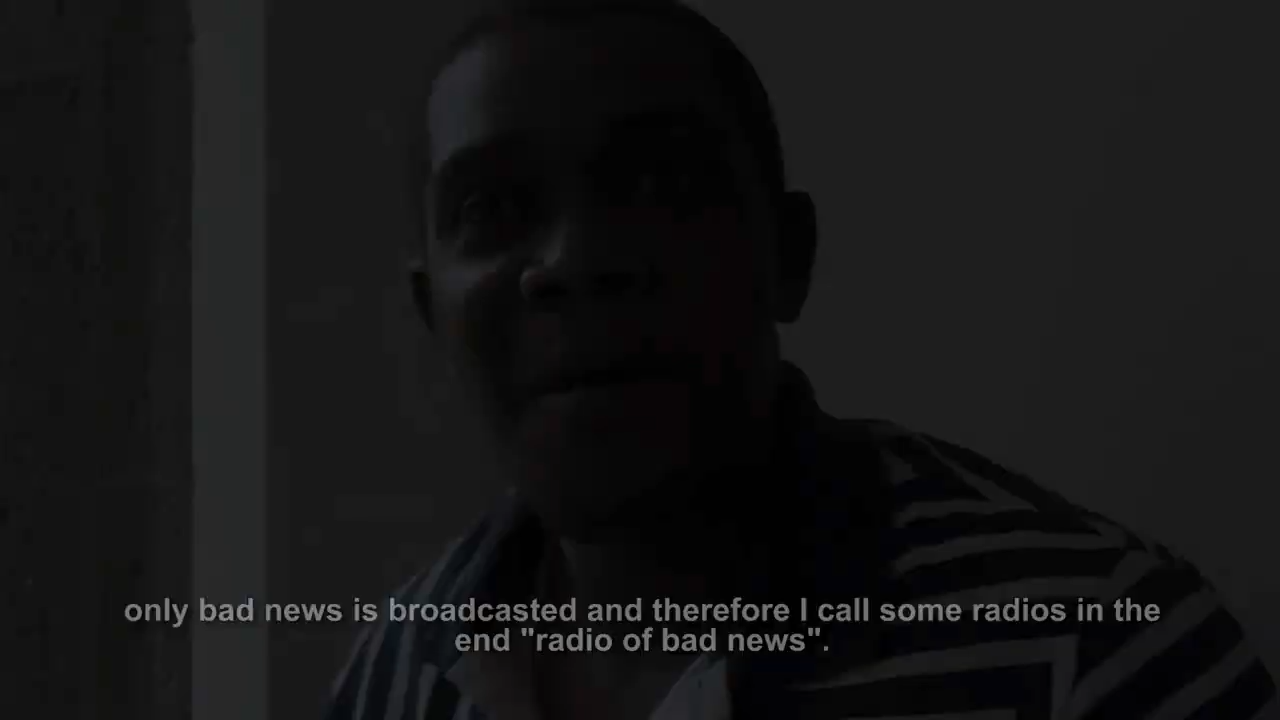 only bad news is broadcasted and therefore I call some radios in the
end "radio of bad news".